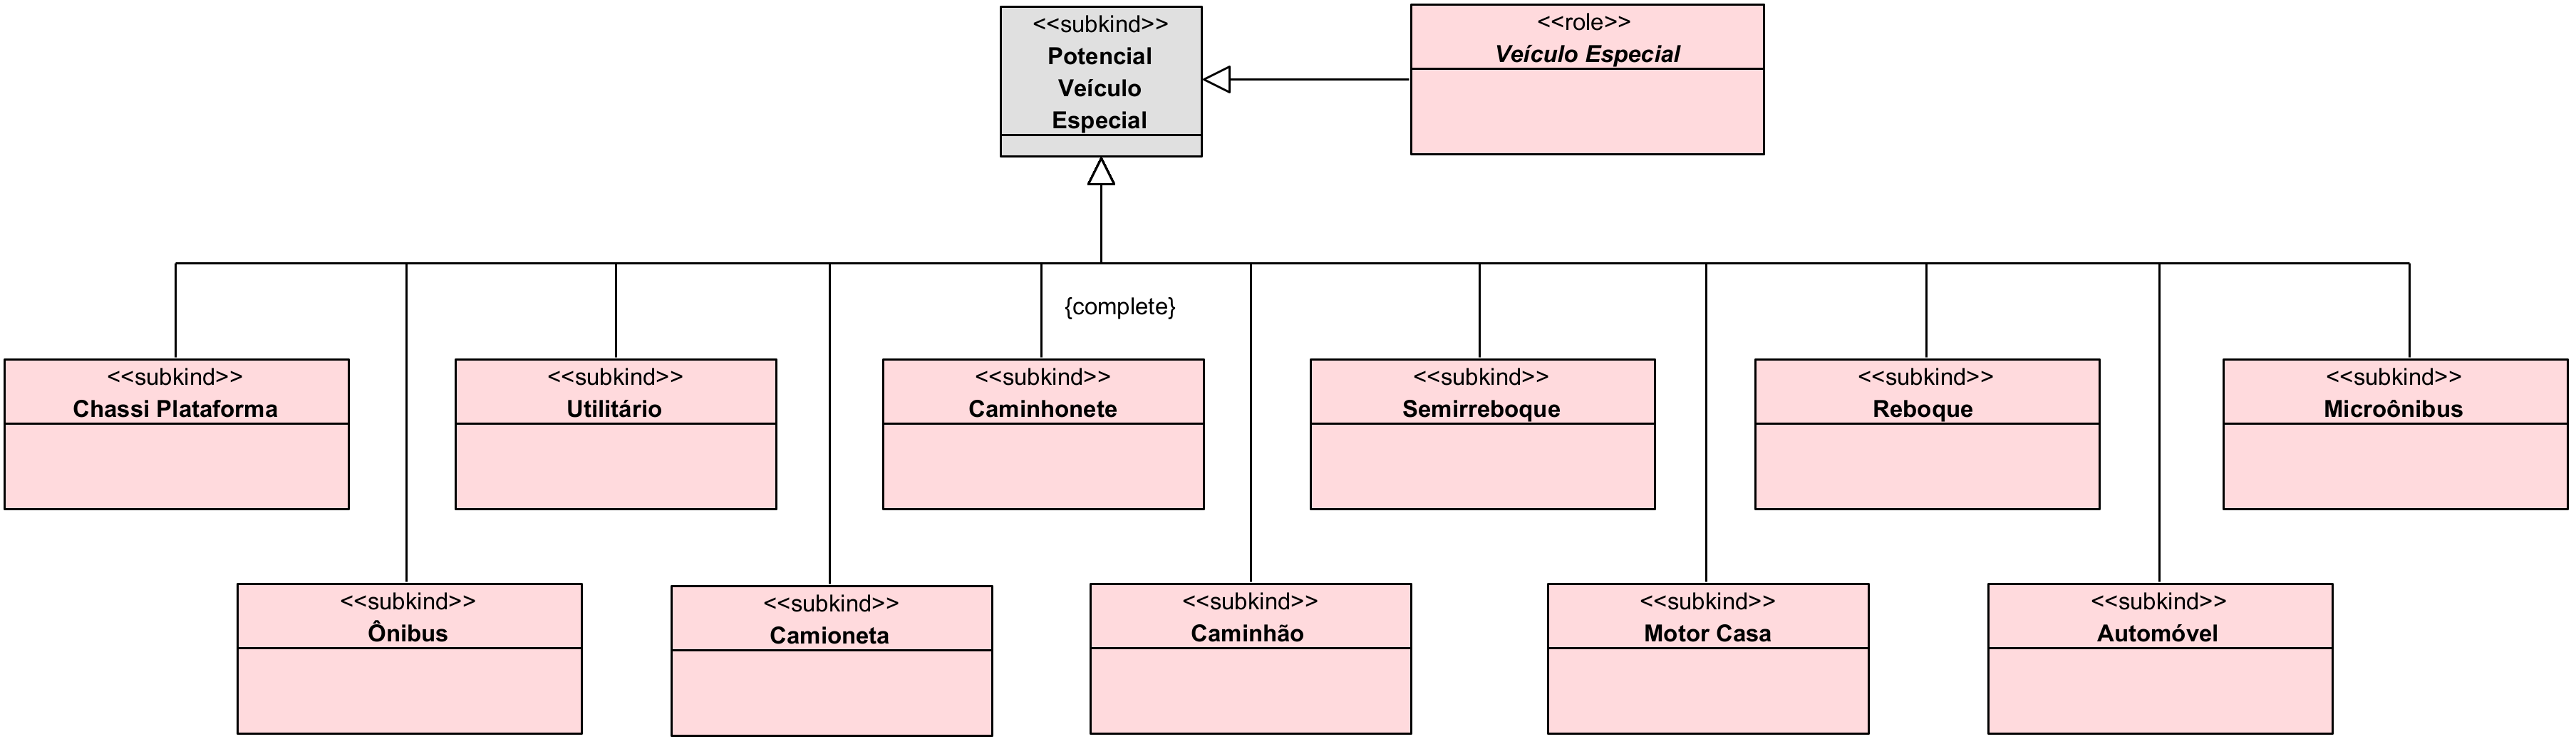 <<subkind>>
Potencial
Veículo
Especial
<<role>>
Veículo Especial
{complete}
<<subkind>>
Chassi Plataforma
<<subkind>>
Utilitário
<<subkind>>
Caminhonete
<<subkind>>
Semirreboque
<<subkind>>
Reboque
<<subkind>>
Microônibus
<<subkind>>
Ônibus
<<subkind>>
Camioneta
<<subkind>>
Caminhão
<<subkind>>
Motor Casa
<<subkind>>
Automóvel